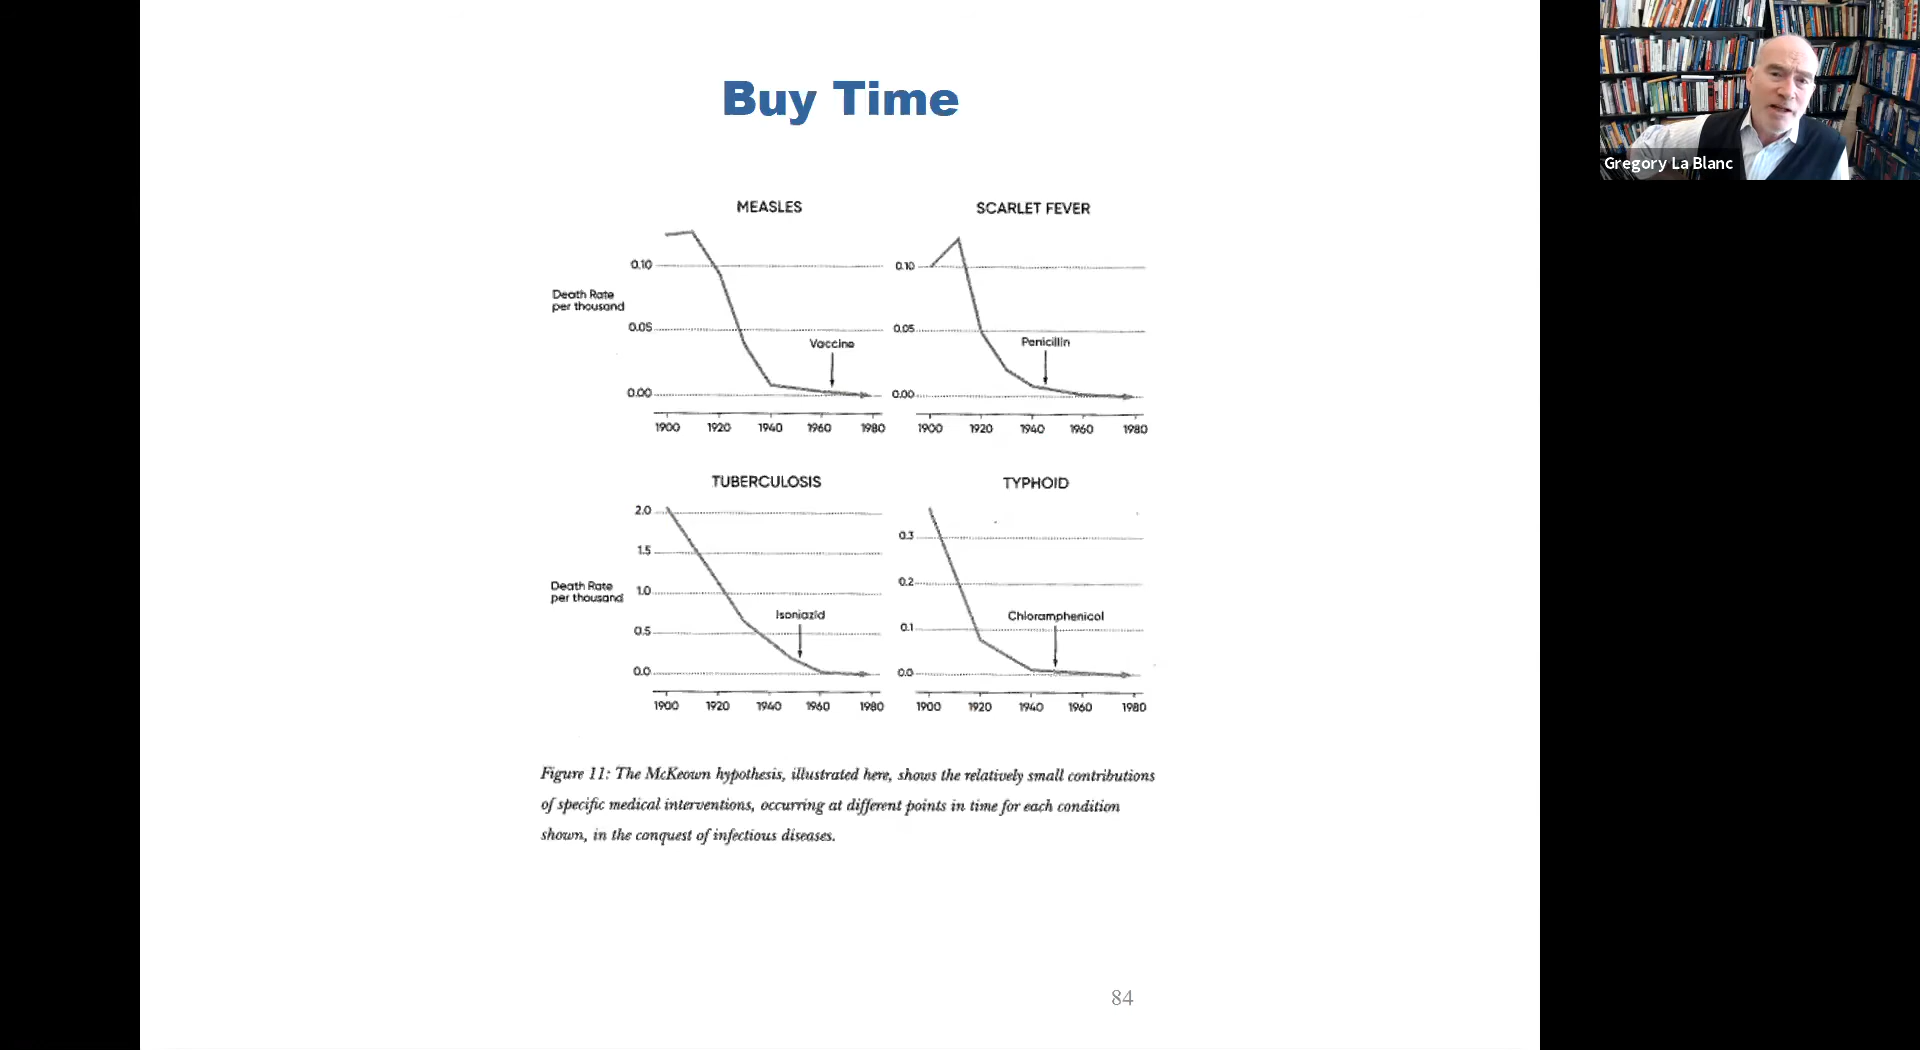 Buy Time
Gregory La Blanc
MEASLES
0.10
Death Rate
per thousand
0.05
Vaccine
0.00
1900 1920 1940 1960 1980
SCARLET FEVER
0.10
0.05
Penicillin
0.00
1900 1920 1940 1960 1980
TUBERCULOSIS
2.0
1.5
Death Rate
per thousand
1.0
Isoniazid
0.5
0.0
1900 1920 1940 1960 1980
TYPHOID
0.3
0.2
Chloramphenicol
0.1
0.0
1900 1920 1940 1960 1980
Figure 11: The McKeown hypothesis, illustrated here, shows the relatively small contributions
of specific medical interventions, occurring at different points in time for each condition
shown, in the conquest of infectious diseases.
84